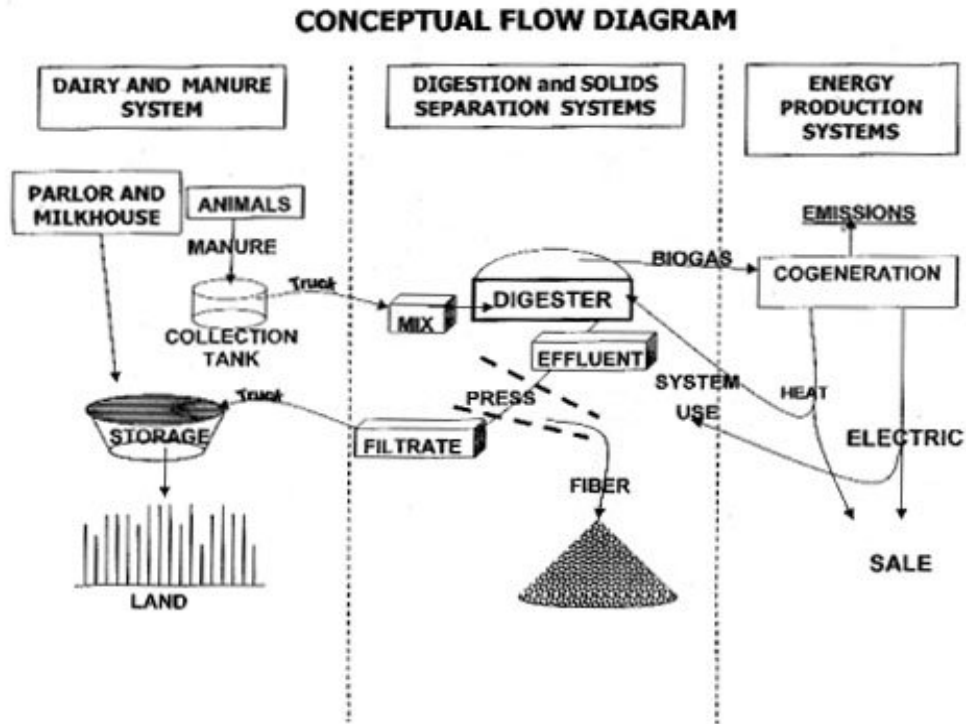 CONCEPTUAL FLOW DIAGRAM
DAIRY AND MANURE
SYSTEM
DIGESTION and SOLIDS
SEPARATION SYSTEMS
ENERGY
PRODUCTION
SYSTEMS
PARLOR AND
MILKHOUSE
ANIMALS
MANURE
COLLECTION
TANK
Truck
MIX
DIGESTER
BIOGAS
EMISSIONS
COGENERATION
EFFLUENT
PRESS
SYSTEM
USE
HEAT
ELECTRIC
Truck
STORAGE
FILTRATE
FIBER
LAND
SALE